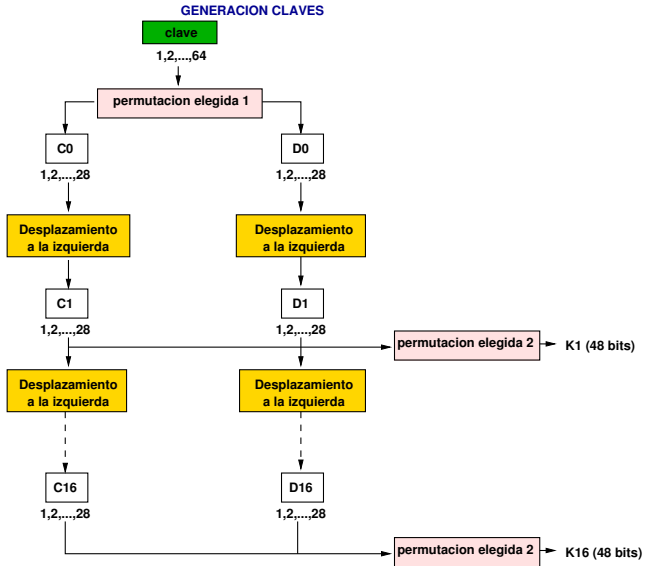 GENERACION CLAVES
clave
1,2,...,64
permutacion elegida 1
C0
D0
1,2,...,28
1,2,...,28
Desplazamiento
a la izquierda
Desplazamiento
a la izquierda
C1
D1
1,2,...,28
1,2,...,28
permutacion elegida 2
K1 (48 bits)
Desplazamiento
a la izquierda
Desplazamiento
a la izquierda
C16
D16
1,2,...,28
1,2,...,28
permutacion elegida 2
K16 (48 bits)